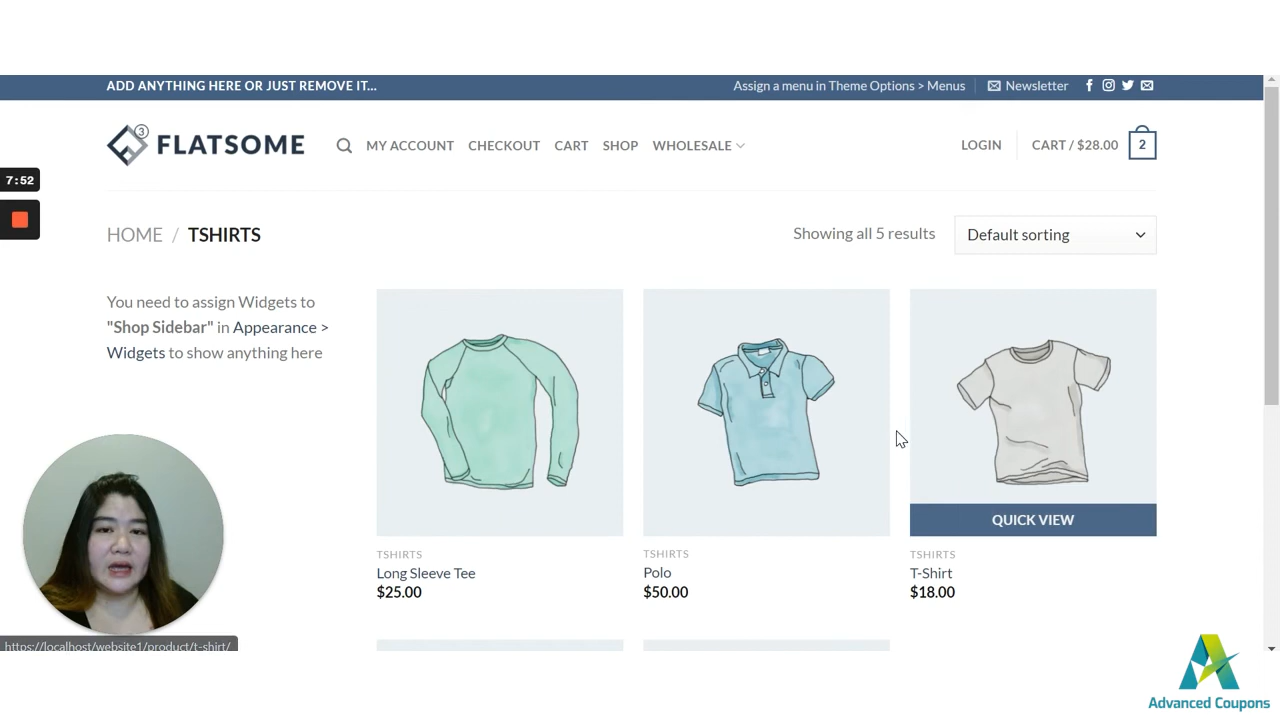 ADD ANYTHING HERE OR JUST REMOVE IT...
Assign a menu in Theme Options > Menus
Newsletter
3
FLATSOME
MY ACCOUNT
CHECKOUT
CART
SHOP
WHOLESALE
LOGIN
CART / $28.00
2
7:52
HOME / TSHIRTS
Showing all 5 results
Default sorting
You need to assign Widgets to
"Shop Sidebar" in Appearance >
Widgets to show anything here
QUICK VIEW
TSHIRTS
Long Sleeve Tee
$25.00
TSHIRTS
Polo
$50.00
TSHIRTS
T-Shirt
$18.00
https://localhost/website1/product/t-shirt/
Advanced Coupons